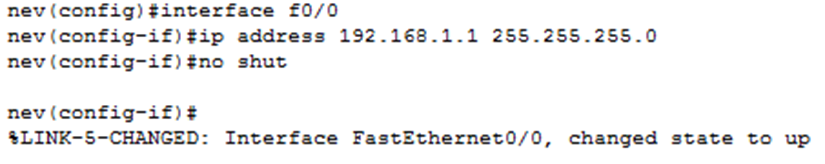 nev(config)#interface f0/0
nev(config-if)#ip address 192.168.1.1 255.255.255.0
nev(config-if)#no shut
nev(config-if)#
%LINK-5-CHANGED: Interface FastEthernet0/0, changed state to up